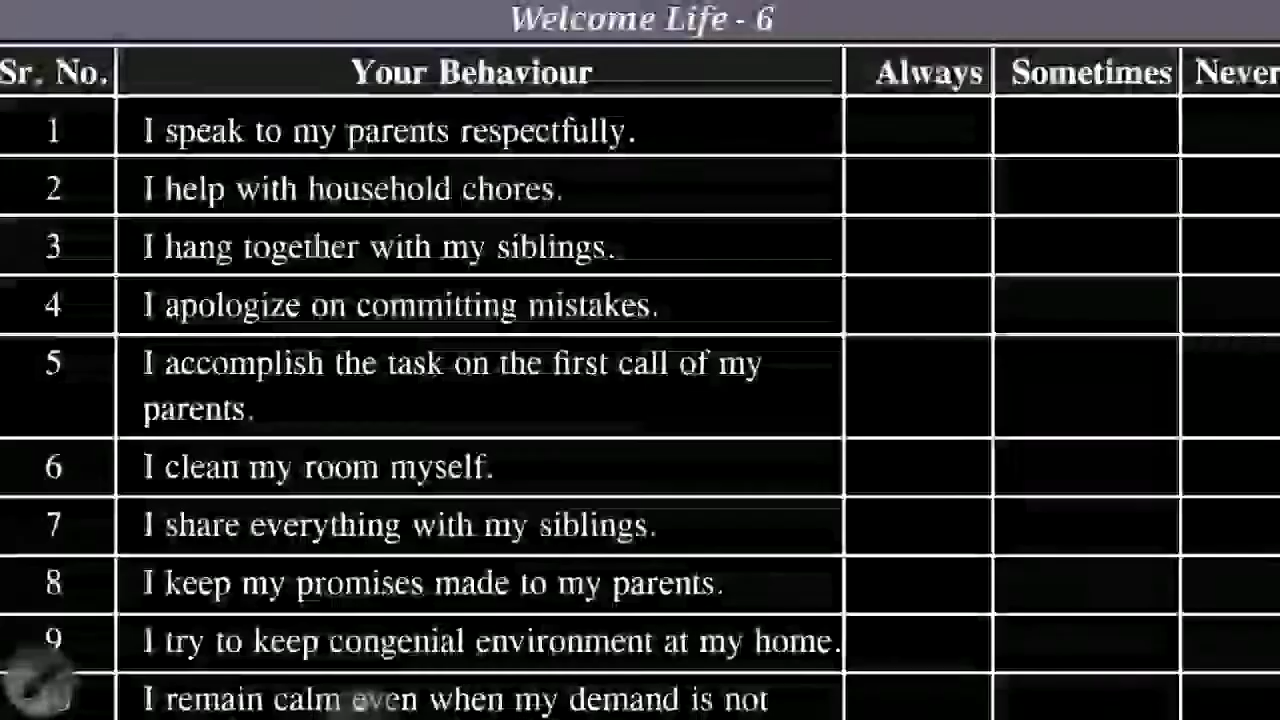 Welcome Life - 6
Sr. No. Your Behaviour Always Sometimes Never
1 I speak to my parents respectfully.
2 I help with household chores.
3 I hang together with my siblings.
4 I apologize on committing mistakes.
5 I accomplish the task on the first call of my
parents.
6 I clean my room myself.
7 I share everything with my siblings.
8 I keep my promises made to my parents.
9 I try to keep congenial environment at my home.
I remain calm even when my demand is not